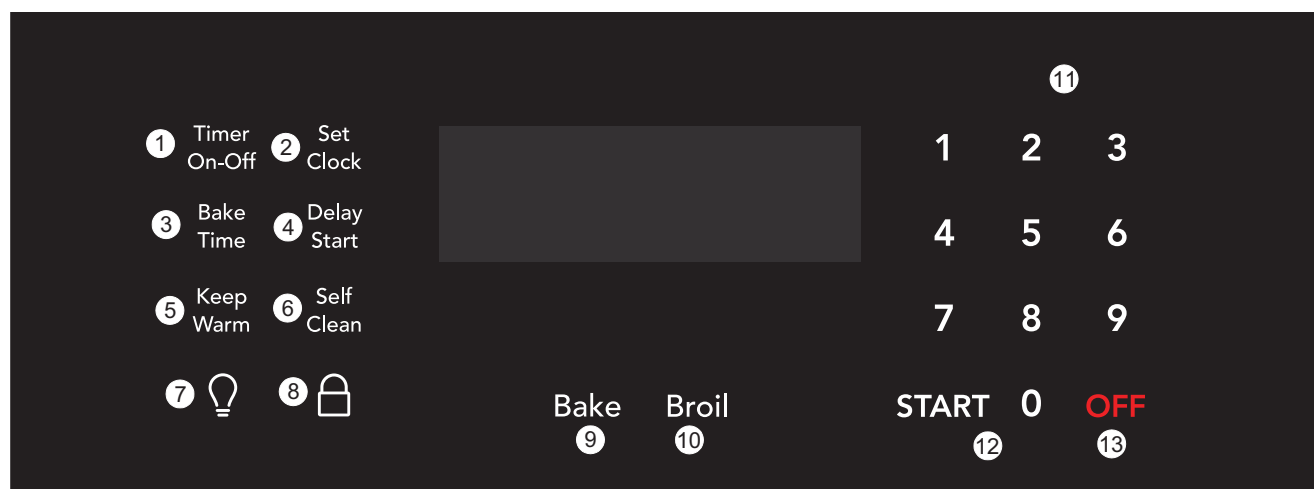 11
1 Timer On-Off
2 Set Clock
1 2 3
3 Bake Time
4 Delay Start
4 5 6
5 Keep Warm
6 Self Clean
7 8 9
7
8
Bake Broil
START 0 OFF
9 10
12 13